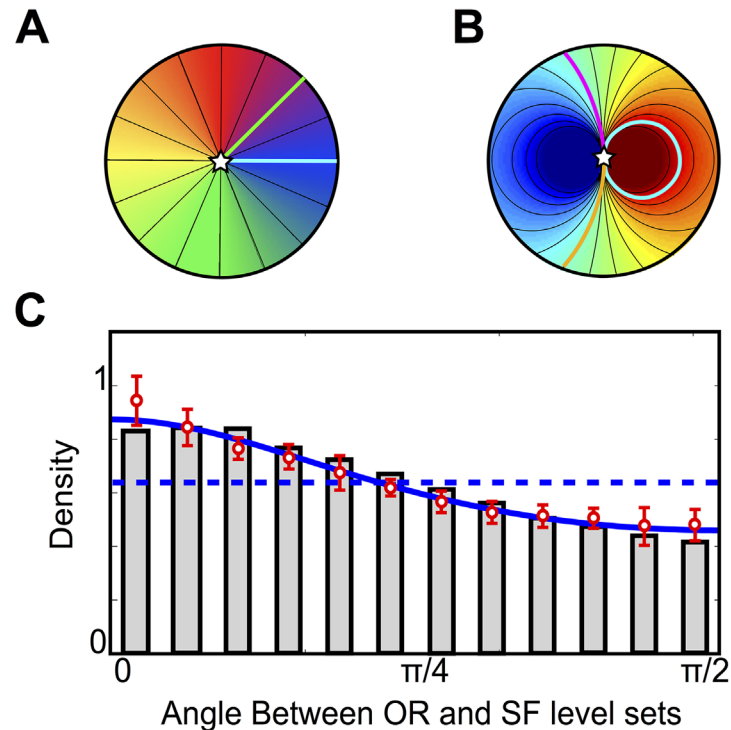 A
B
C
1
Density
0
0
π/4
π/2
Angle Between OR and SF level sets